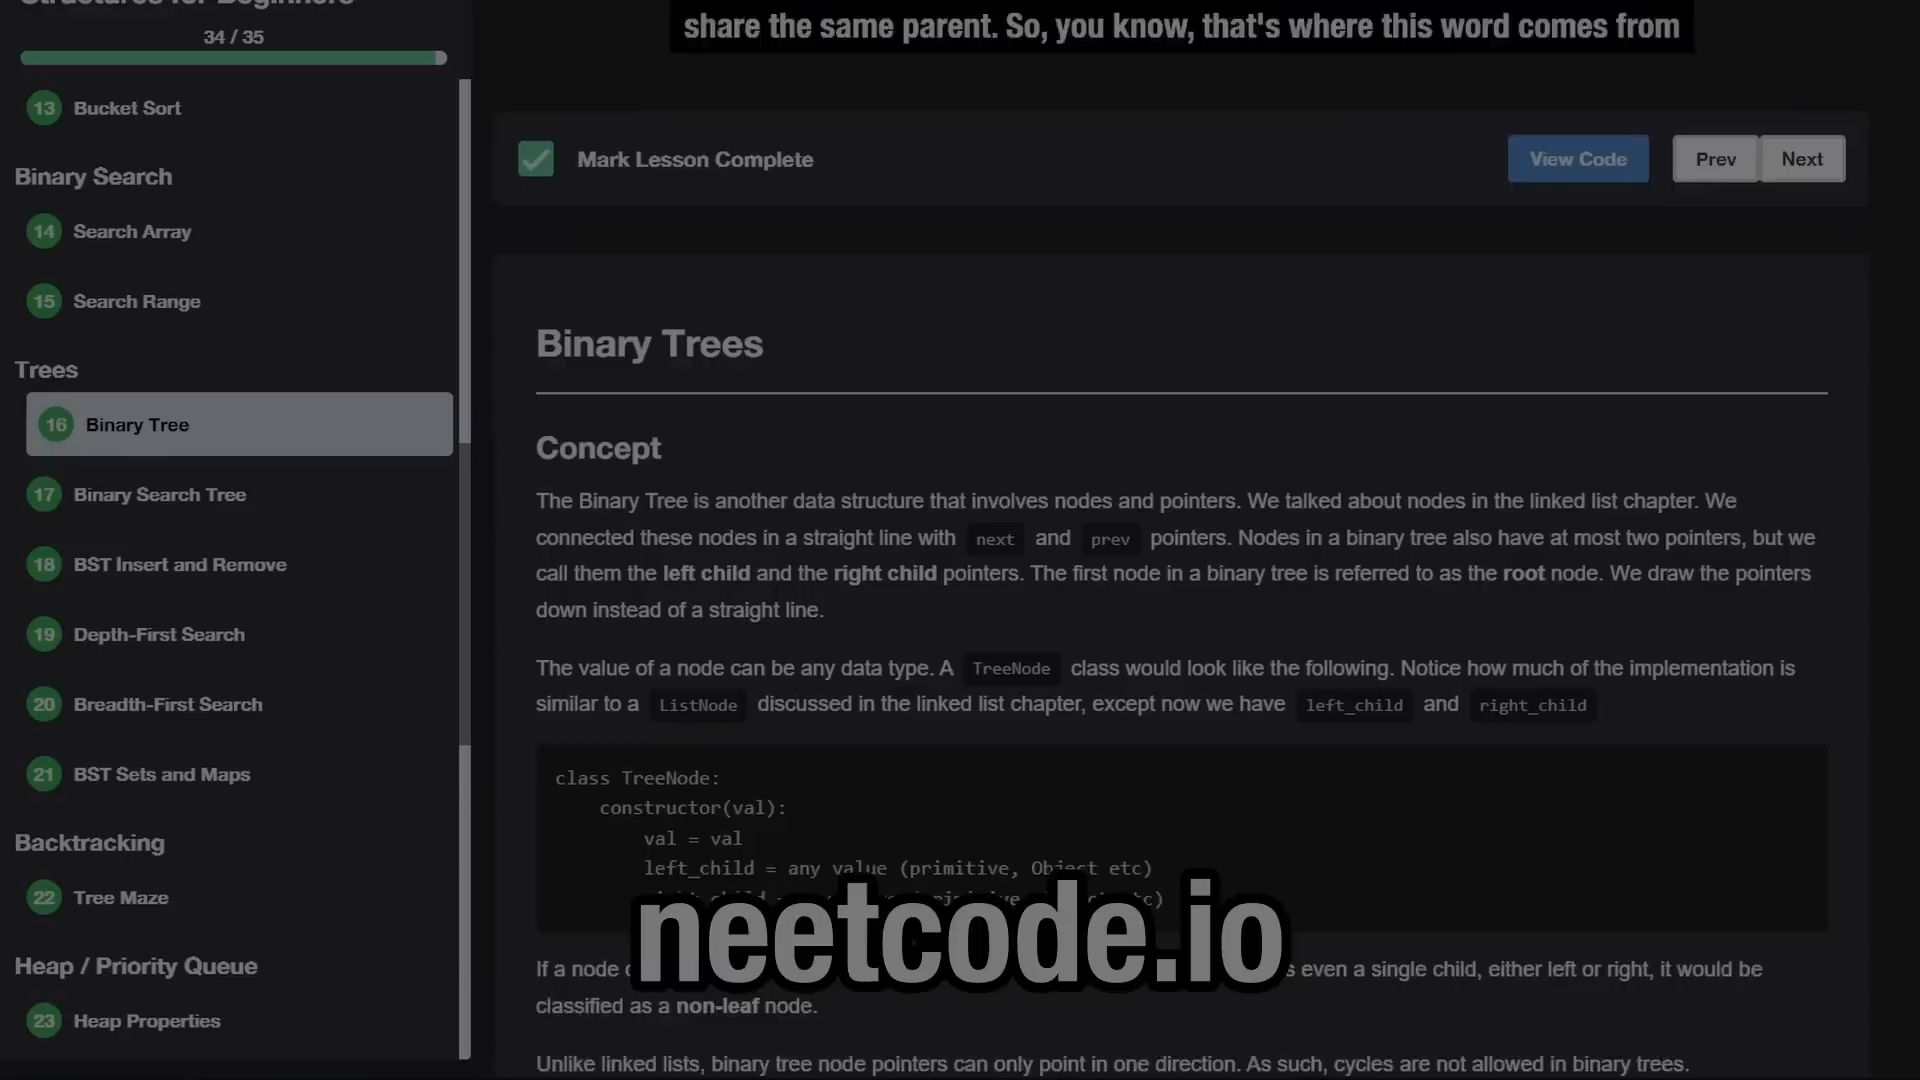 Structures for Beginners
34 / 35
13 Bucket Sort
Binary Search
14 Search Array
15 Search Range
Trees
16 Binary Tree
17 Binary Search Tree
18 BST Insert and Remove
19 Depth-First Search
20 Breadth-First Search
21 BST Sets and Maps
Backtracking
22 Tree Maze
Heap / Priority Queue
23 Heap Properties
share the same parent. So, you know, that's where this word comes from
Mark Lesson Complete
View Code
Prev
Next
Binary Trees
Concept
The Binary Tree is another data structure that involves nodes and pointers. We talked about nodes in the linked list chapter. We
connected these nodes in a straight line with next and prev pointers. Nodes in a binary tree also have at most two pointers, but we
call them the left child and the right child pointers. The first node in a binary tree is referred to as the root node. We draw the pointers
down instead of a straight line.
The value of a node can be any data type. A TreeNode class would look like the following. Notice how much of the implementation is
similar to a ListNode discussed in the linked list chapter, except now we have left_child and right_child
class TreeNode:
constructor(val):
val = val
left_child = any value (primitive, Object etc)
neetcode.io
If a node even a single child, either left or right, it would be
classified as a non-leaf node.
Unlike linked lists, binary tree node pointers can only point in one direction. As such, cycles are not allowed in binary trees.